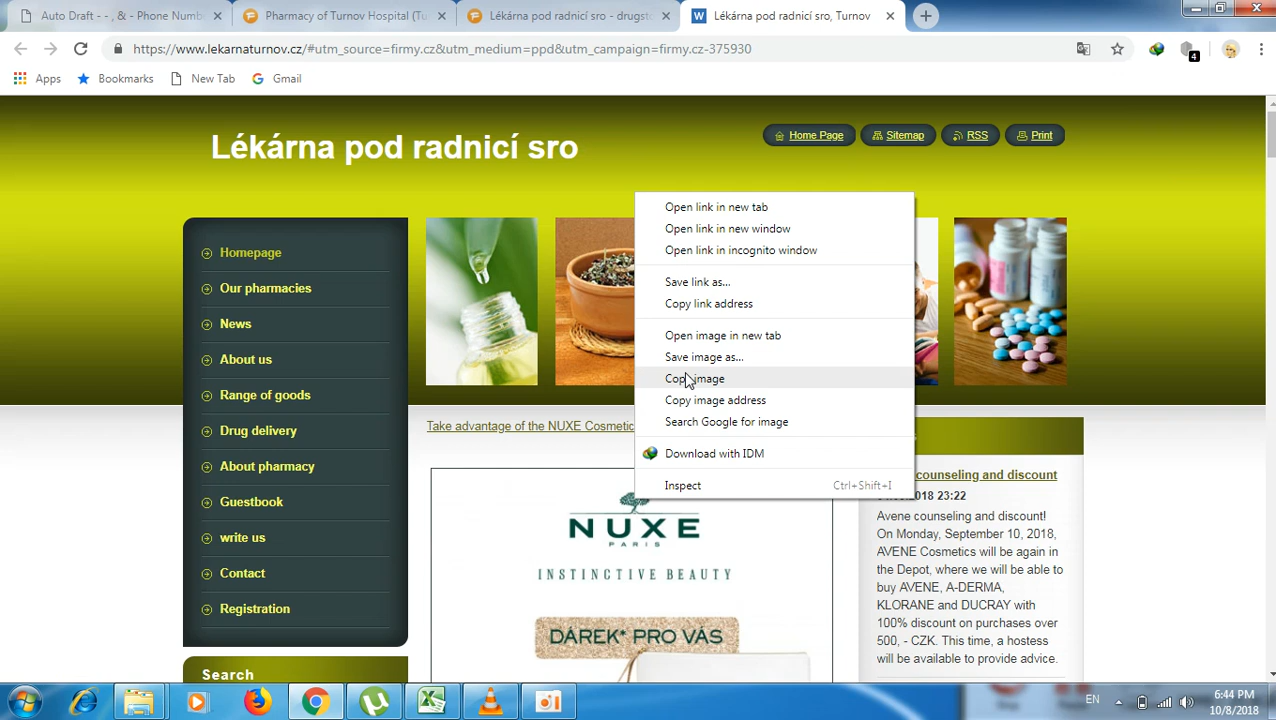 Auto Draft - - , & - Phone Numb
Pharmacy of Turnov Hospital (T
Lékárna pod radnicí sro - drugst
Lékárna pod radnicí sro, Turnov
https://www.lekarnaturnov.cz/#utm_source=firmy.cz&utm_medium=ppd&utm_campaign=firmy.cz-375930
4
Apps
Bookmarks
New Tab
Gmail
Lékárna pod radnicí sro
Home Page
Sitemap
RSS
Print
Homepage
Our pharmacies
News
About us
Range of goods
Drug delivery
About pharmacy
Guestbook
write us
Contact
Registration
Search
Open link in new tab
Open link in new window
Open link in incognito window
Save link as...
Copy link address
Open image in new tab
Save image as...
Copy image
Copy image address
Search Google for image
Download with IDM
Inspect Ctrl+Shift+I
Take advantage of the NUXE Cosmetic
NUXE
PARIS
INSTINCTIVE BEAUTY
DÁREK* PRO VÁS
counseling and discount
2018 23:22
Avene counseling and discount!
On Monday, September 10, 2018,
AVENE Cosmetics will be again in
the Depot, where we will be able to
buy AVENE, A-DERMA,
KLORANE and DUCRAY with
100% discount on purchases over
500, - CZK. This time, a hostess
will be available to provide advice.
EN
6:44 PM
10/8/2018